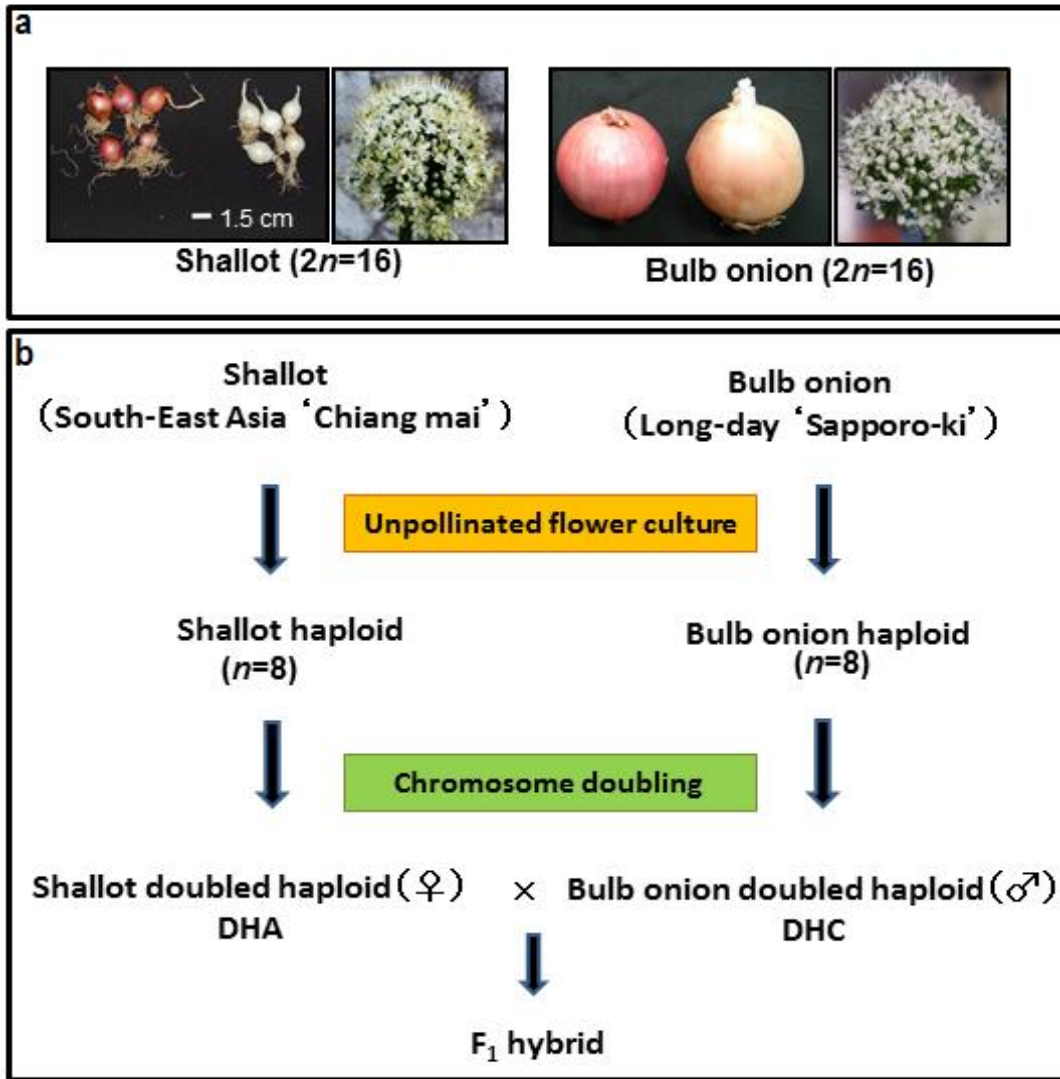 a
1.5 cm
Shallot (2n=16)
Bulb onion (2n=16)
b
Shallot
(South-East Asia ‘Chiang mai’)
Bulb onion
(Long-day ‘Sapporo-ki’)
Unpollinated flower culture
Shallot haploid
(n=8)
Bulb onion haploid
(n=8)
Chromosome doubling
Shallot doubled haploid(♀) × Bulb onion doubled haploid(♂)
DHA
DHC
F₁ hybrid